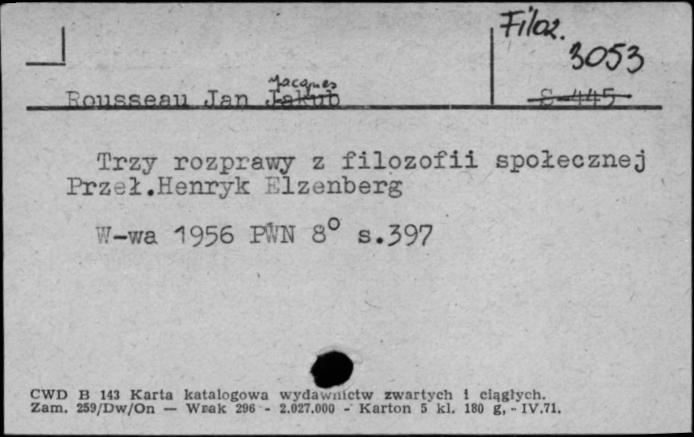 Filoz.
3053
Jacques
Rousseau Jan Jakub
S-445
Trzy rozprawy z filozofii społecznej
Przeł.Henryk Elzenberg
W-wa 1956 PWN 8° s.397
CWD B 143 Karta katalogowa wydawnictw zwartych i ciągłych.
Zam. 259/Dw/On — Wrak 296 - 2.027.000 - Karton 5 kl. 180 g, - IV.71.